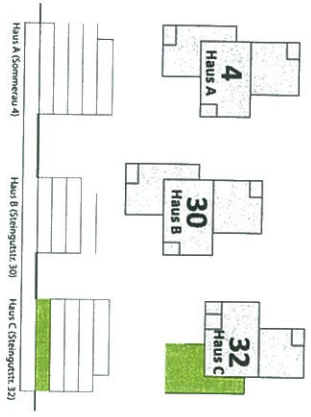 4
Haus A
30
Haus B
32
Haus C
Haus A (Sommerau 4)
Haus B (Steingutstr. 30)
Haus C (Steingutstr. 32)